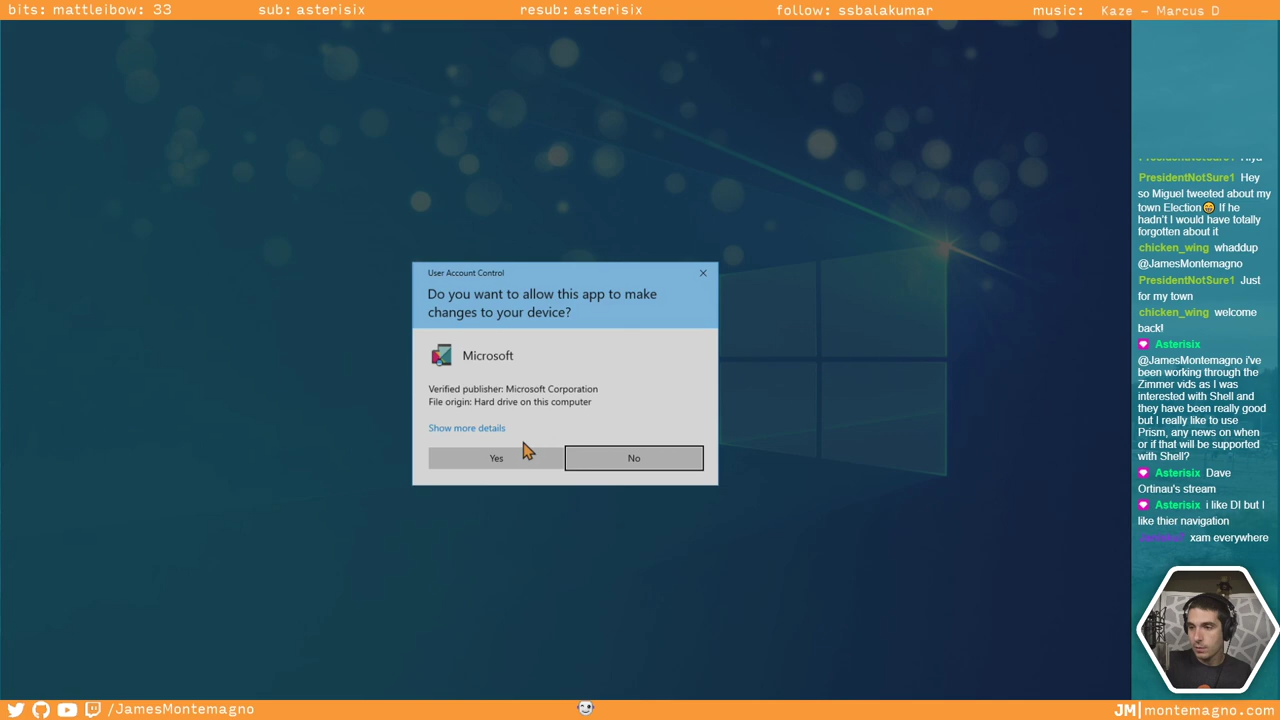 bits: mattleibow: 33 sub: asterisix resub: asterisix follow: ssbalakumar music: Kaze - Marcus D
PresidentNotSure1 Hey
so Miguel tweeted about my
town Election😁 If he
hadn't I would have totally
forgotten about it
chicken_wing whaddup
@JamesMontemagno
PresidentNotSure1 Just
for my town
chicken_wing welcome
back!
Asterisix
@JamesMontemagno i've
been working through the
Zimmer vids as I was
interested with Shell and
they have been really good
but I really like to use
Prism, any news on when
or if that will be supported
with Shell?
Asterisix Dave
Ortinau's stream
Asterisix i like DI but I
like thier navigation
xam everywhere
User Account Control
Do you want to allow this app to make
changes to your device?
Microsoft
Verified publisher: Microsoft Corporation
File origin: Hard drive on this computer
Show more details
Yes No
/JamesMontemagno
JM|montemagno.com